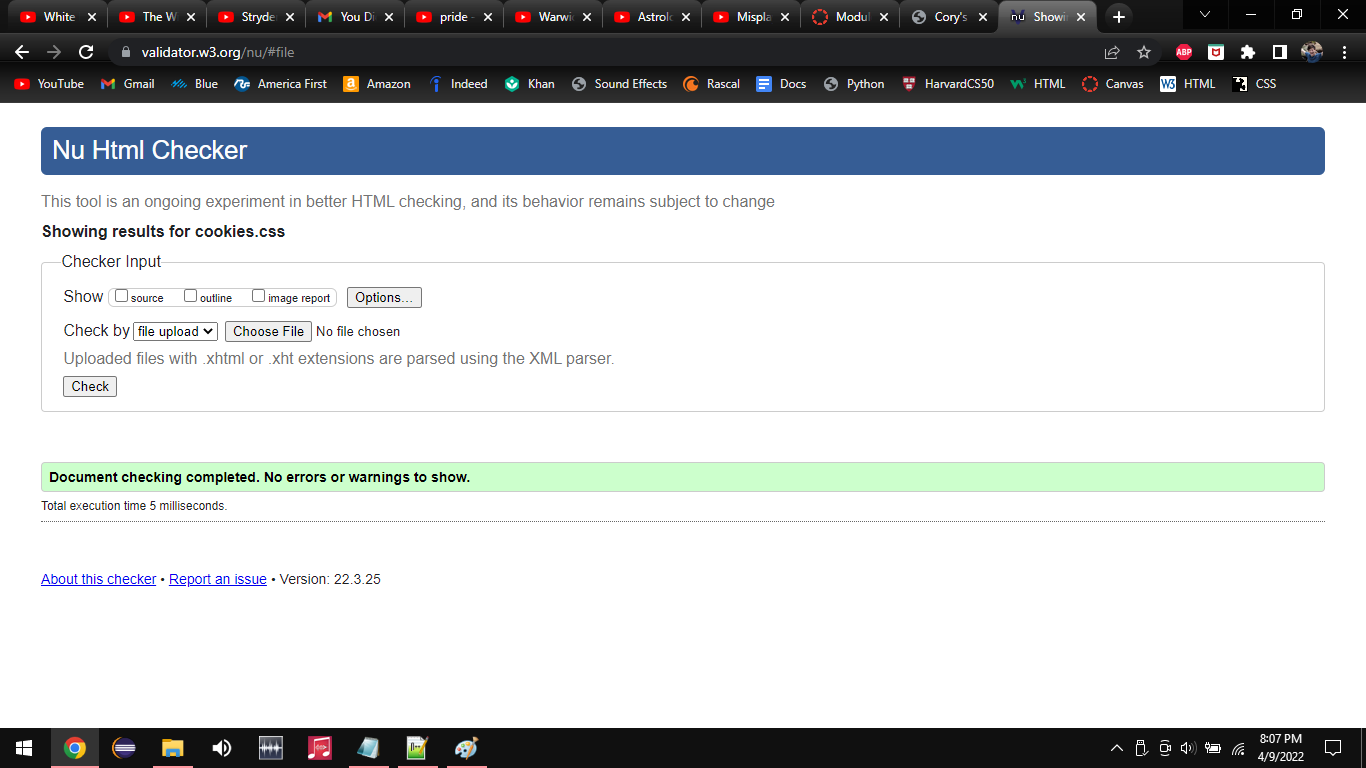 White
The W
Stryde
You Di
pride -
Warwi
Astrolo
Mispla
Modul
Cory's
nu Showi
validator.w3.org/nu/#file
ABP
YouTube Gmail Blue America First Amazon Indeed Khan Sound Effects Rascal Docs Python HarvardCS50 HTML Canvas W3 HTML CSS
Nu Html Checker
This tool is an ongoing experiment in better HTML checking, and its behavior remains subject to change
Showing results for cookies.css
Checker Input
Show source outline image report Options...
Check by file upload Choose File No file chosen
Uploaded files with .xhtml or .xht extensions are parsed using the XML parser.
Check
Document checking completed. No errors or warnings to show.
Total execution time 5 milliseconds.
About this checker • Report an issue • Version: 22.3.25
8:07 PM
4/9/2022